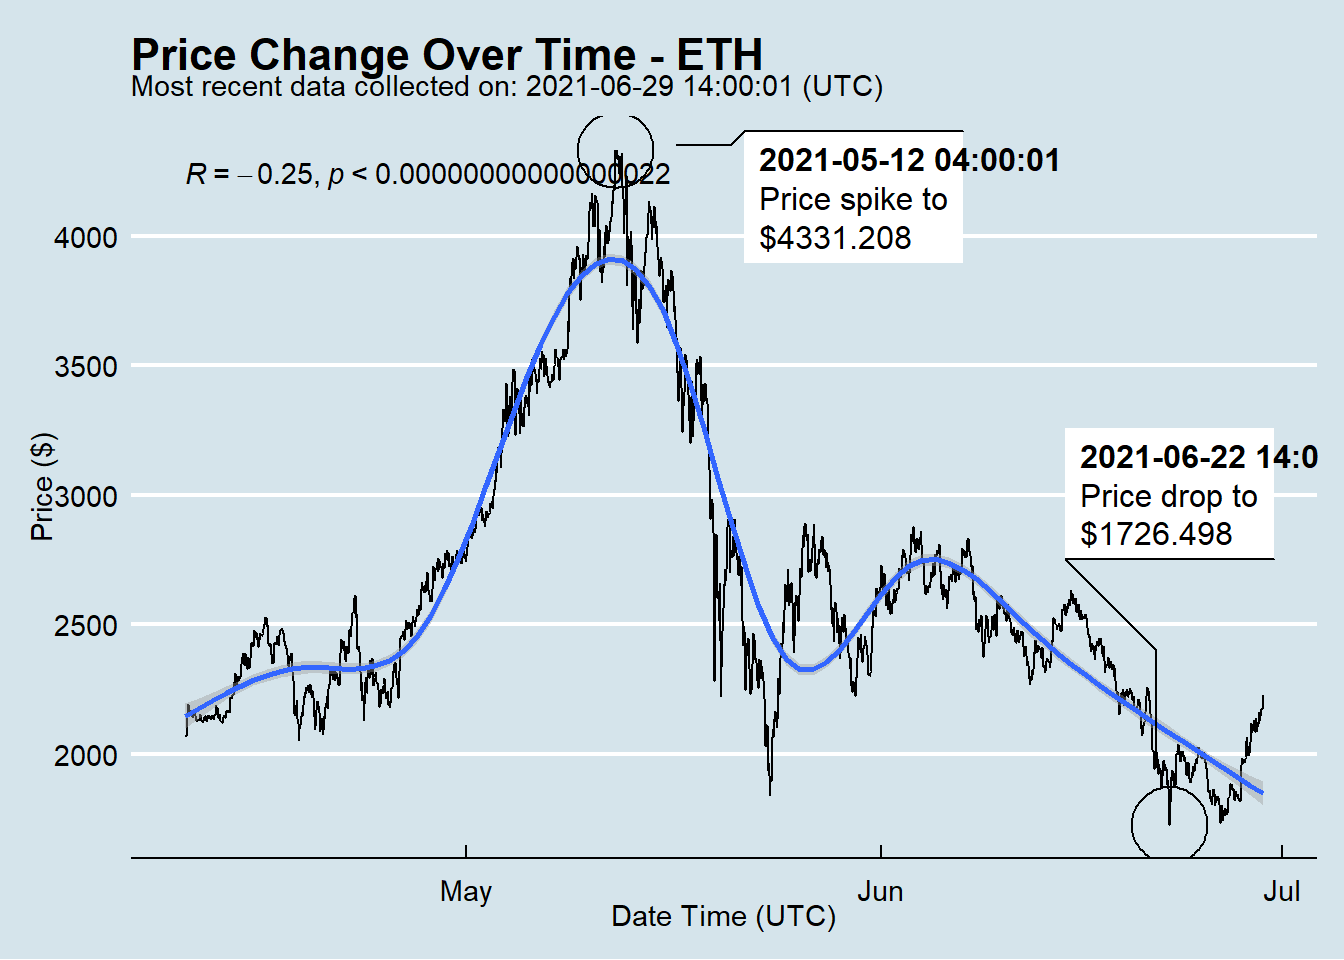 Price Change Over Time - ETH
Most recent data collected on: 2021-06-29 14:00:01 (UTC)
R = −0.25, p < 0.00000000000000022
2021-05-12 04:00:01
Price spike to
$4331.208
2021-06-22 14:0
Price drop to
$1726.498
Price ($)
4000
3500
3000
2500
2000
May
Jun
Jul
Date Time (UTC)